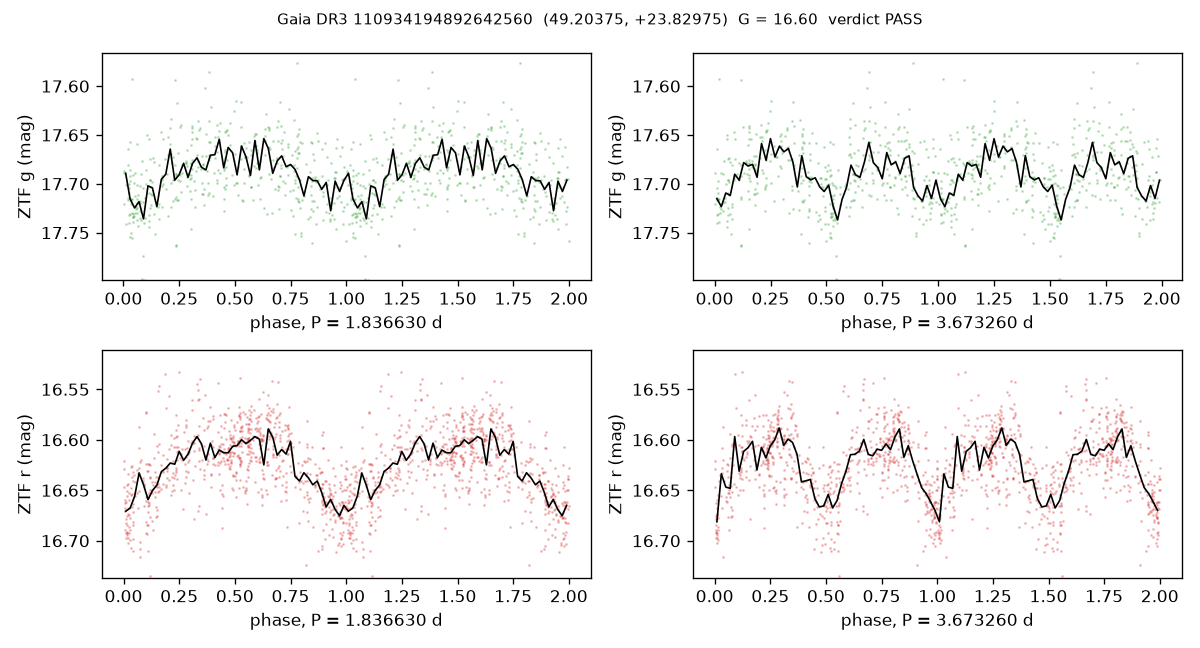 Gaia DR3 110934194892642560  (49.20375, +23.82975)  G = 16.60  verdict PASS
ZTF g (mag)
17.60
17.65
17.70
17.75
0.00 0.25 0.50 0.75 1.00 1.25 1.50 1.75 2.00
phase, P = 1.836630 d
ZTF g (mag)
17.60
17.65
17.70
17.75
0.00 0.25 0.50 0.75 1.00 1.25 1.50 1.75 2.00
phase, P = 3.673260 d
ZTF r (mag)
16.55
16.60
16.65
16.70
0.00 0.25 0.50 0.75 1.00 1.25 1.50 1.75 2.00
phase, P = 1.836630 d
ZTF r (mag)
16.55
16.60
16.65
16.70
0.00 0.25 0.50 0.75 1.00 1.25 1.50 1.75 2.00
phase, P = 3.673260 d